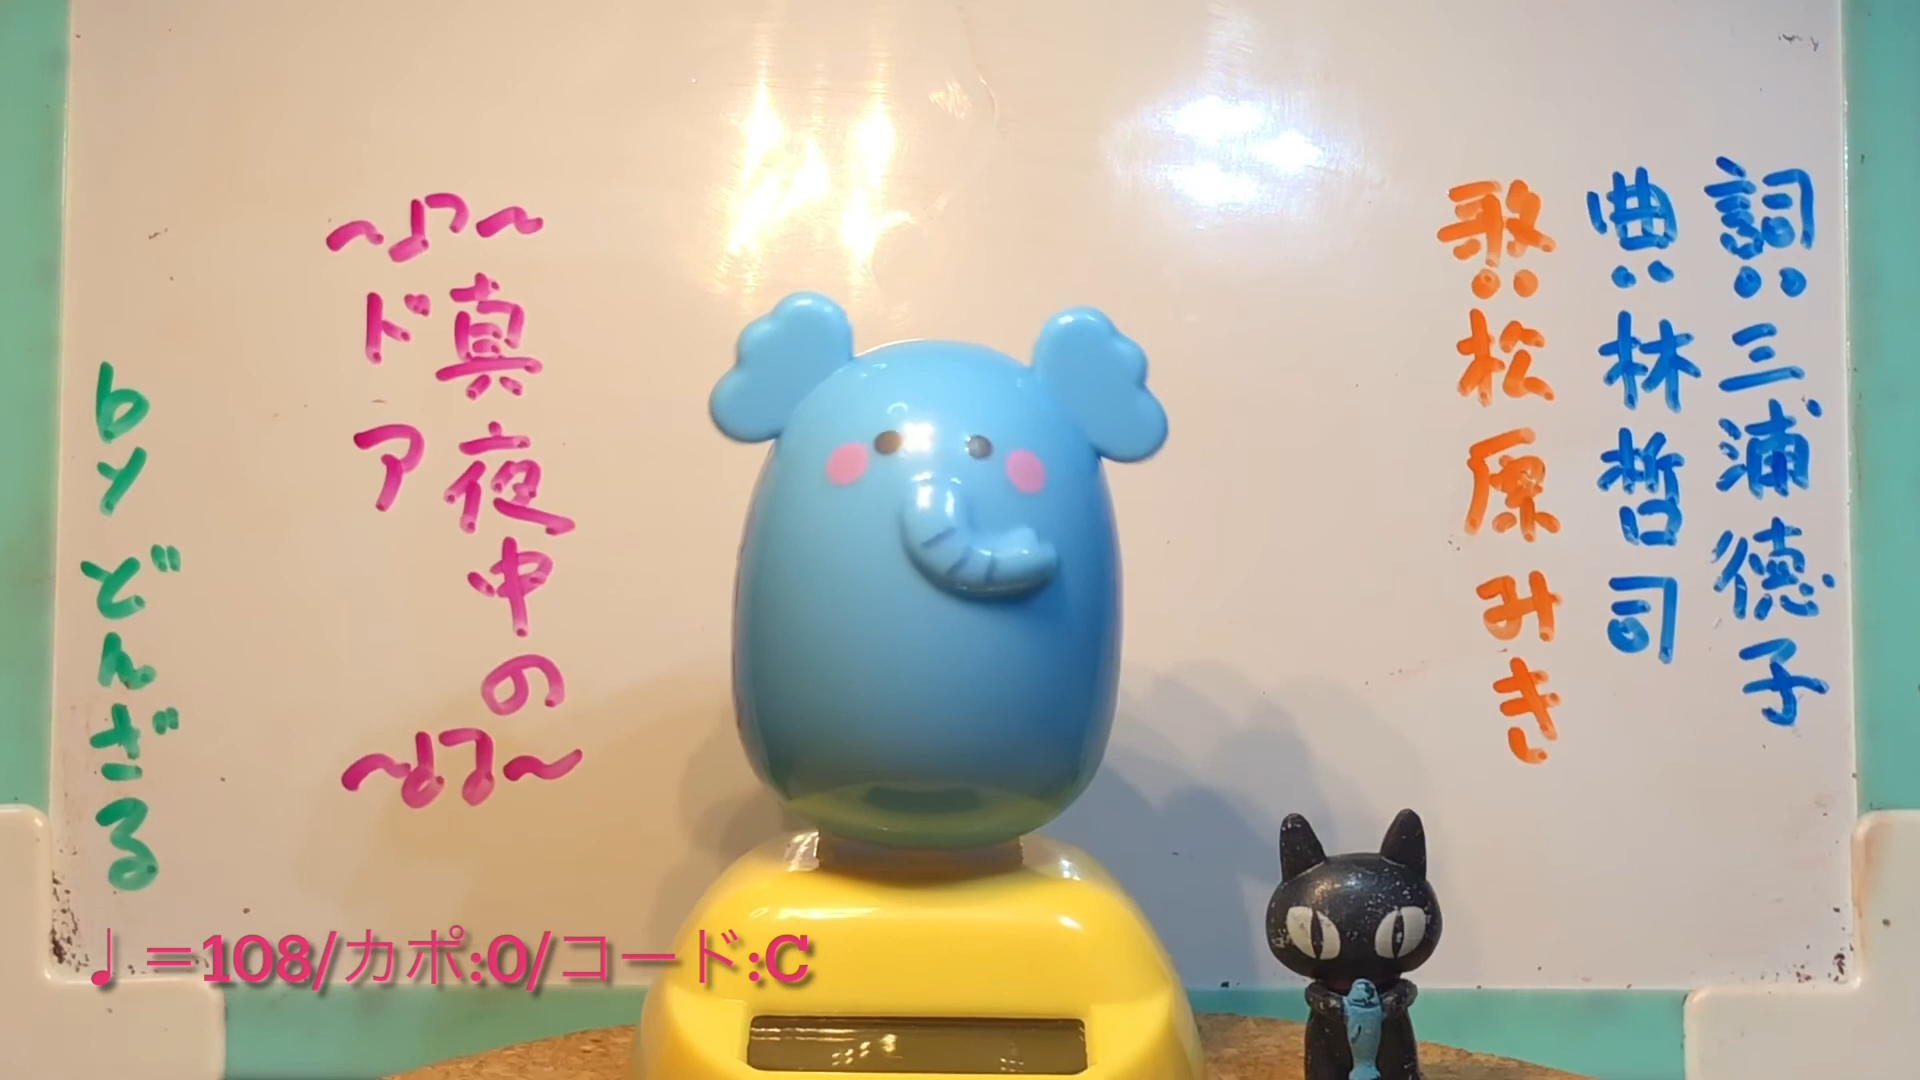 詞:三浦徳子
典:林哲司
歌:松原みき
～♪～
真夜中の
ドア
～♪♫～
by どんざる
♩=108/カポ:0/コード:C